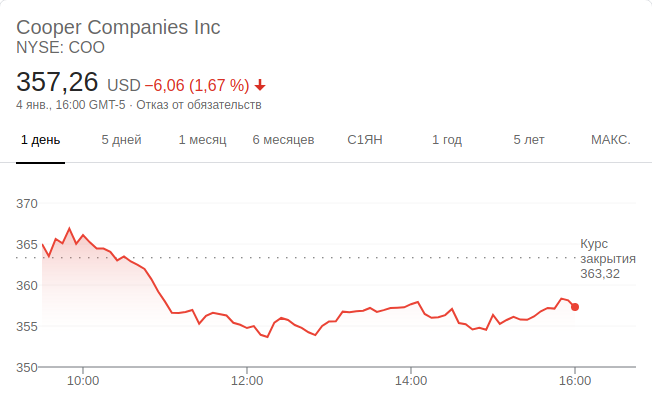 Cooper Companies Inc
NYSE: COO
357,26 USD −6,06 (1,67 %)
4 янв., 16:00 GMT-5 · Отказ от обязательств
1 день 5 дней 1 месяц 6 месяцев С1ЯН 1 год 5 лет МАКС.
370
365
360
355
350
Курс
закрытия
363,32
10:00 12:00 14:00 16:00